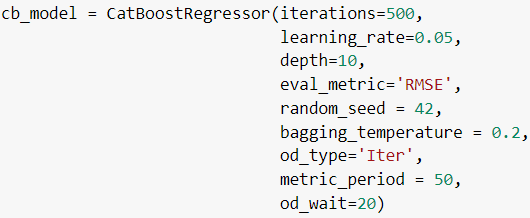 cb_model = CatBoostRegressor(iterations=500,
                             learning_rate=0.05,
                             depth=10,
                             eval_metric='RMSE',
                             random_seed = 42,
                             bagging_temperature = 0.2,
                             od_type='Iter',
                             metric_period = 50,
                             od_wait=20)